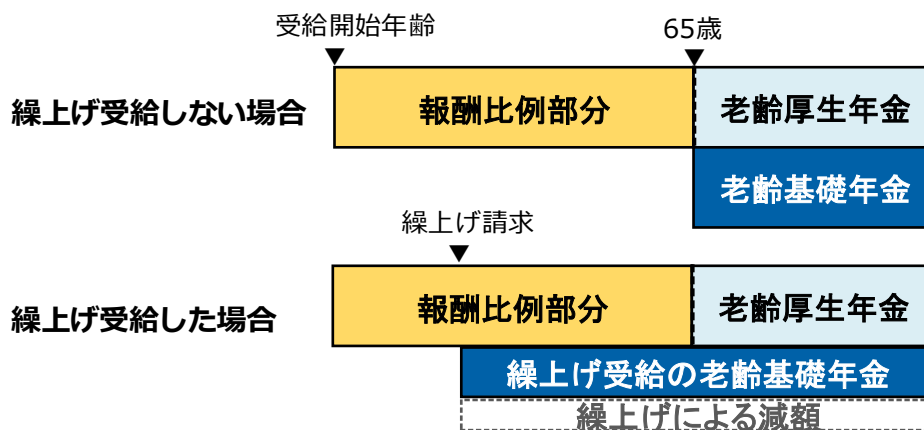 受給開始年齢
65歳
繰上げ受給しない場合
報酬比例部分
老齢厚生年金
老齢基礎年金
繰上げ請求
繰上げ受給した場合
報酬比例部分
老齢厚生年金
繰上げ受給の老齢基礎年金
繰上げによる減額